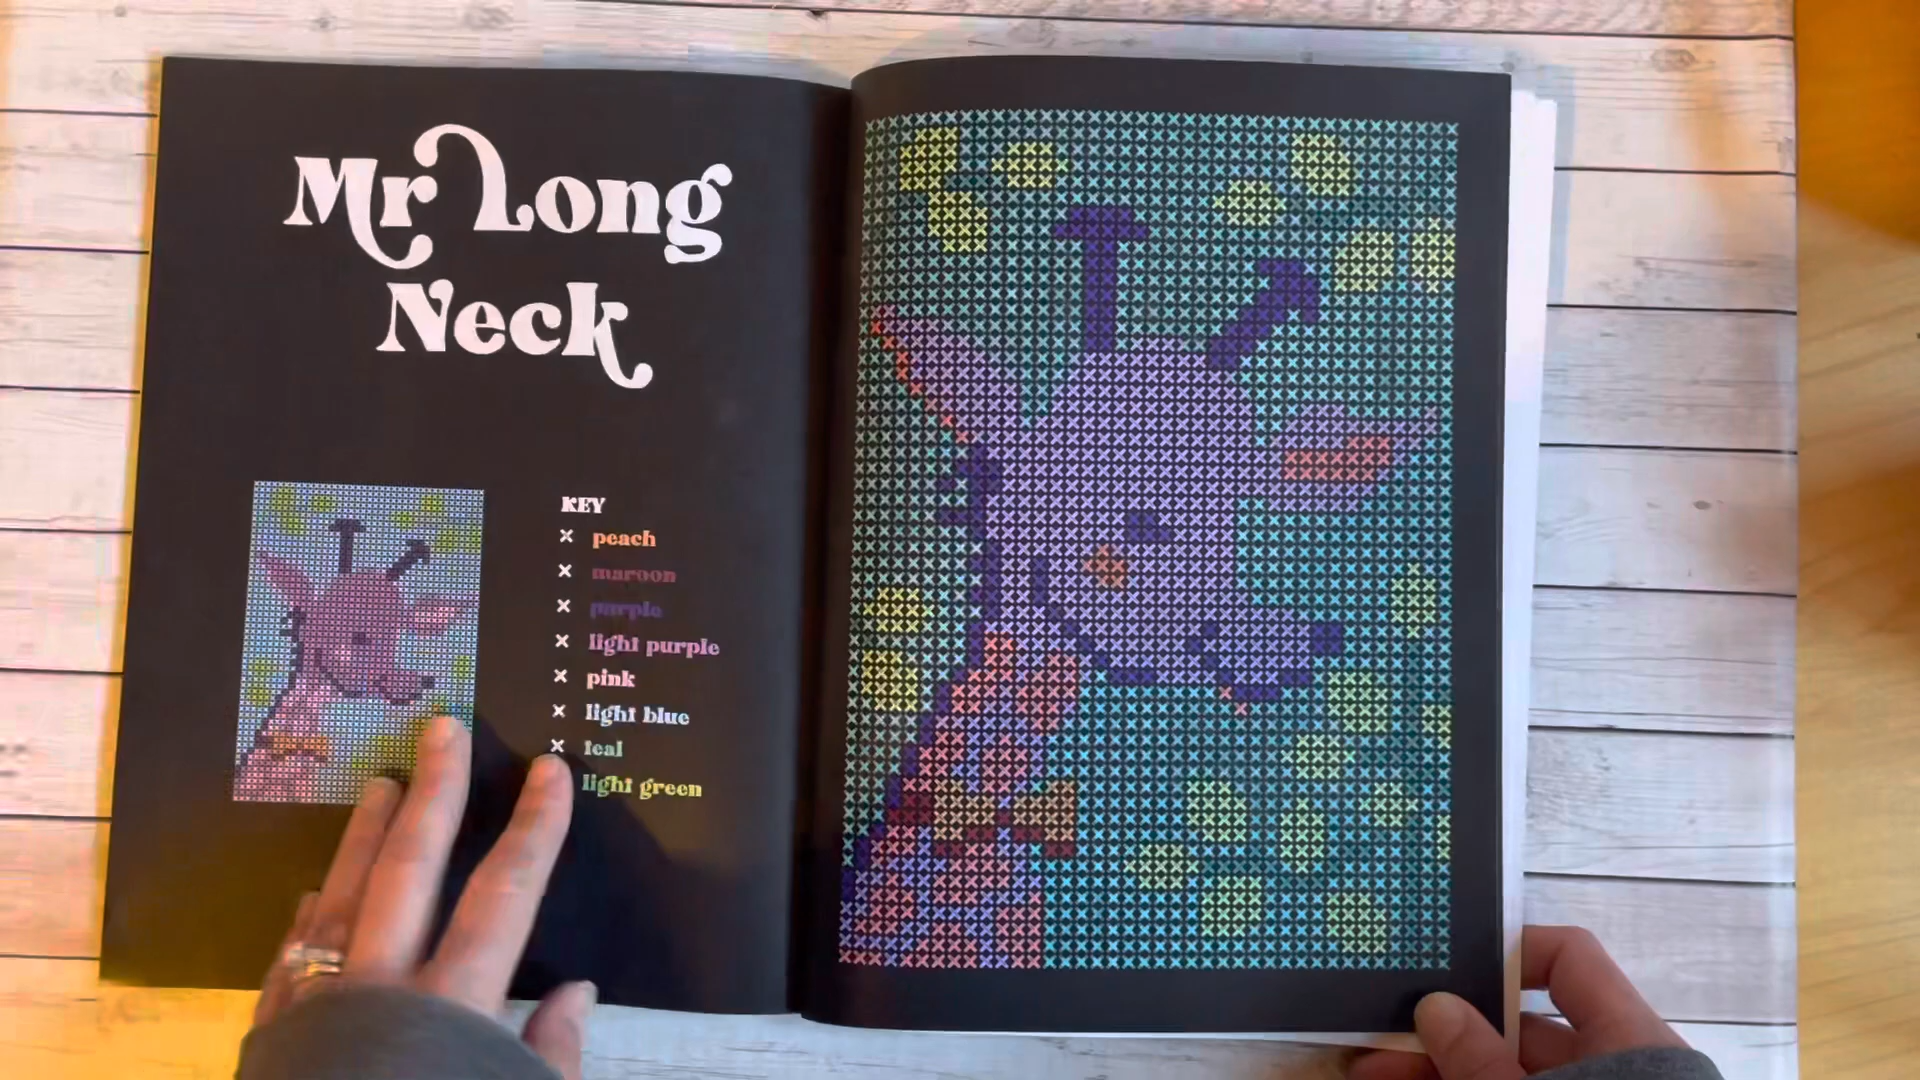 Mr Long
Neck
KEY
× peach
× maroon
× purple
× light purple
× pink
× light blue
× teal
light green